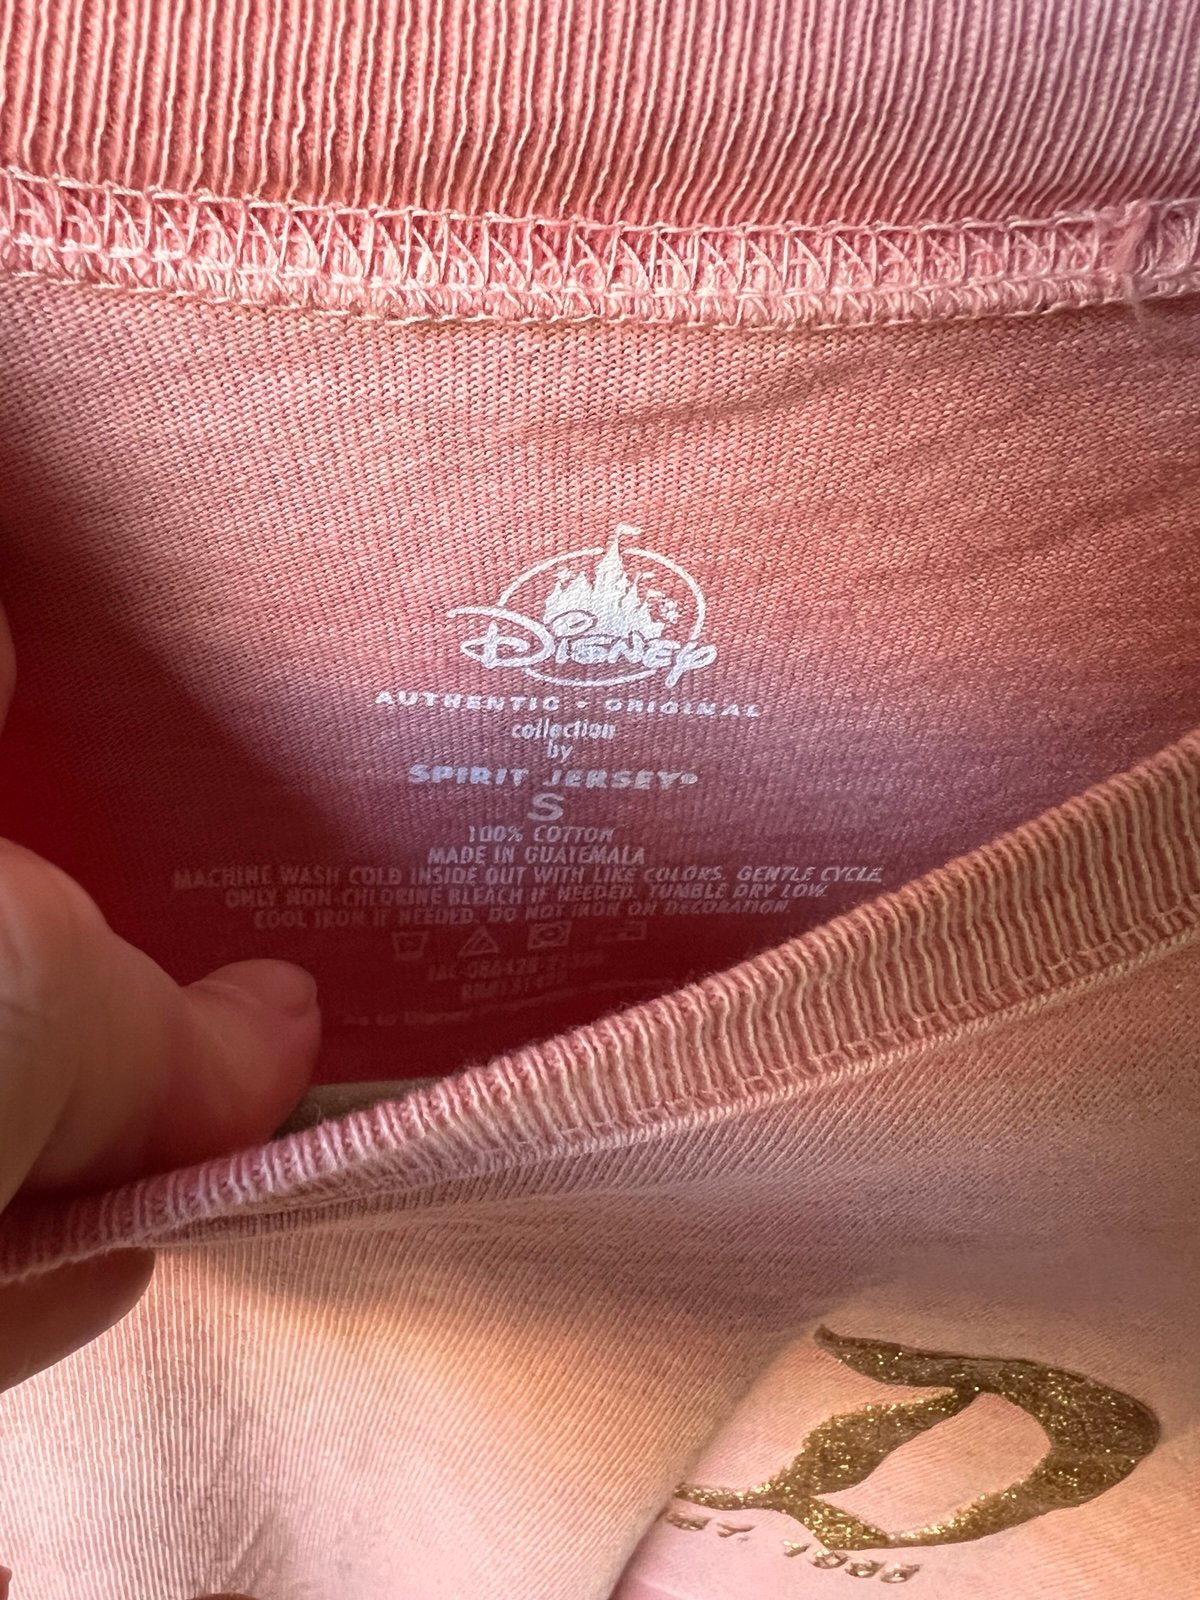 Disney
AUTHENTIC • ORIGINAL
collection
by
SPIRIT JERSEY®
S
100% COTTON
MADE IN GUATEMALA
MACHINE WASH COLD INSIDE OUT WITH LIKE COLORS. GENTLE CYCLE,
ONLY NON-CHLORINE BLEACH IF NEEDED. TUMBLE DRY LOW.
COOL IRON IF NEEDED. DO NOT IRON ON DECORATION.
D